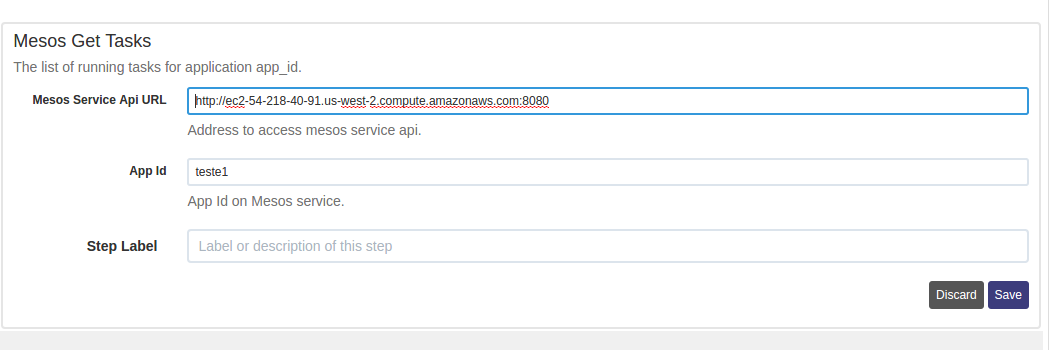 Mesos Get Tasks
The list of running tasks for application app_id.
Mesos Service Api URL
http://ec2-54-218-40-91.us-west-2.compute.amazonaws.com:8080
Address to access mesos service api.
App Id
teste1
App Id on Mesos service.
Step Label
Label or description of this step
Discard Save